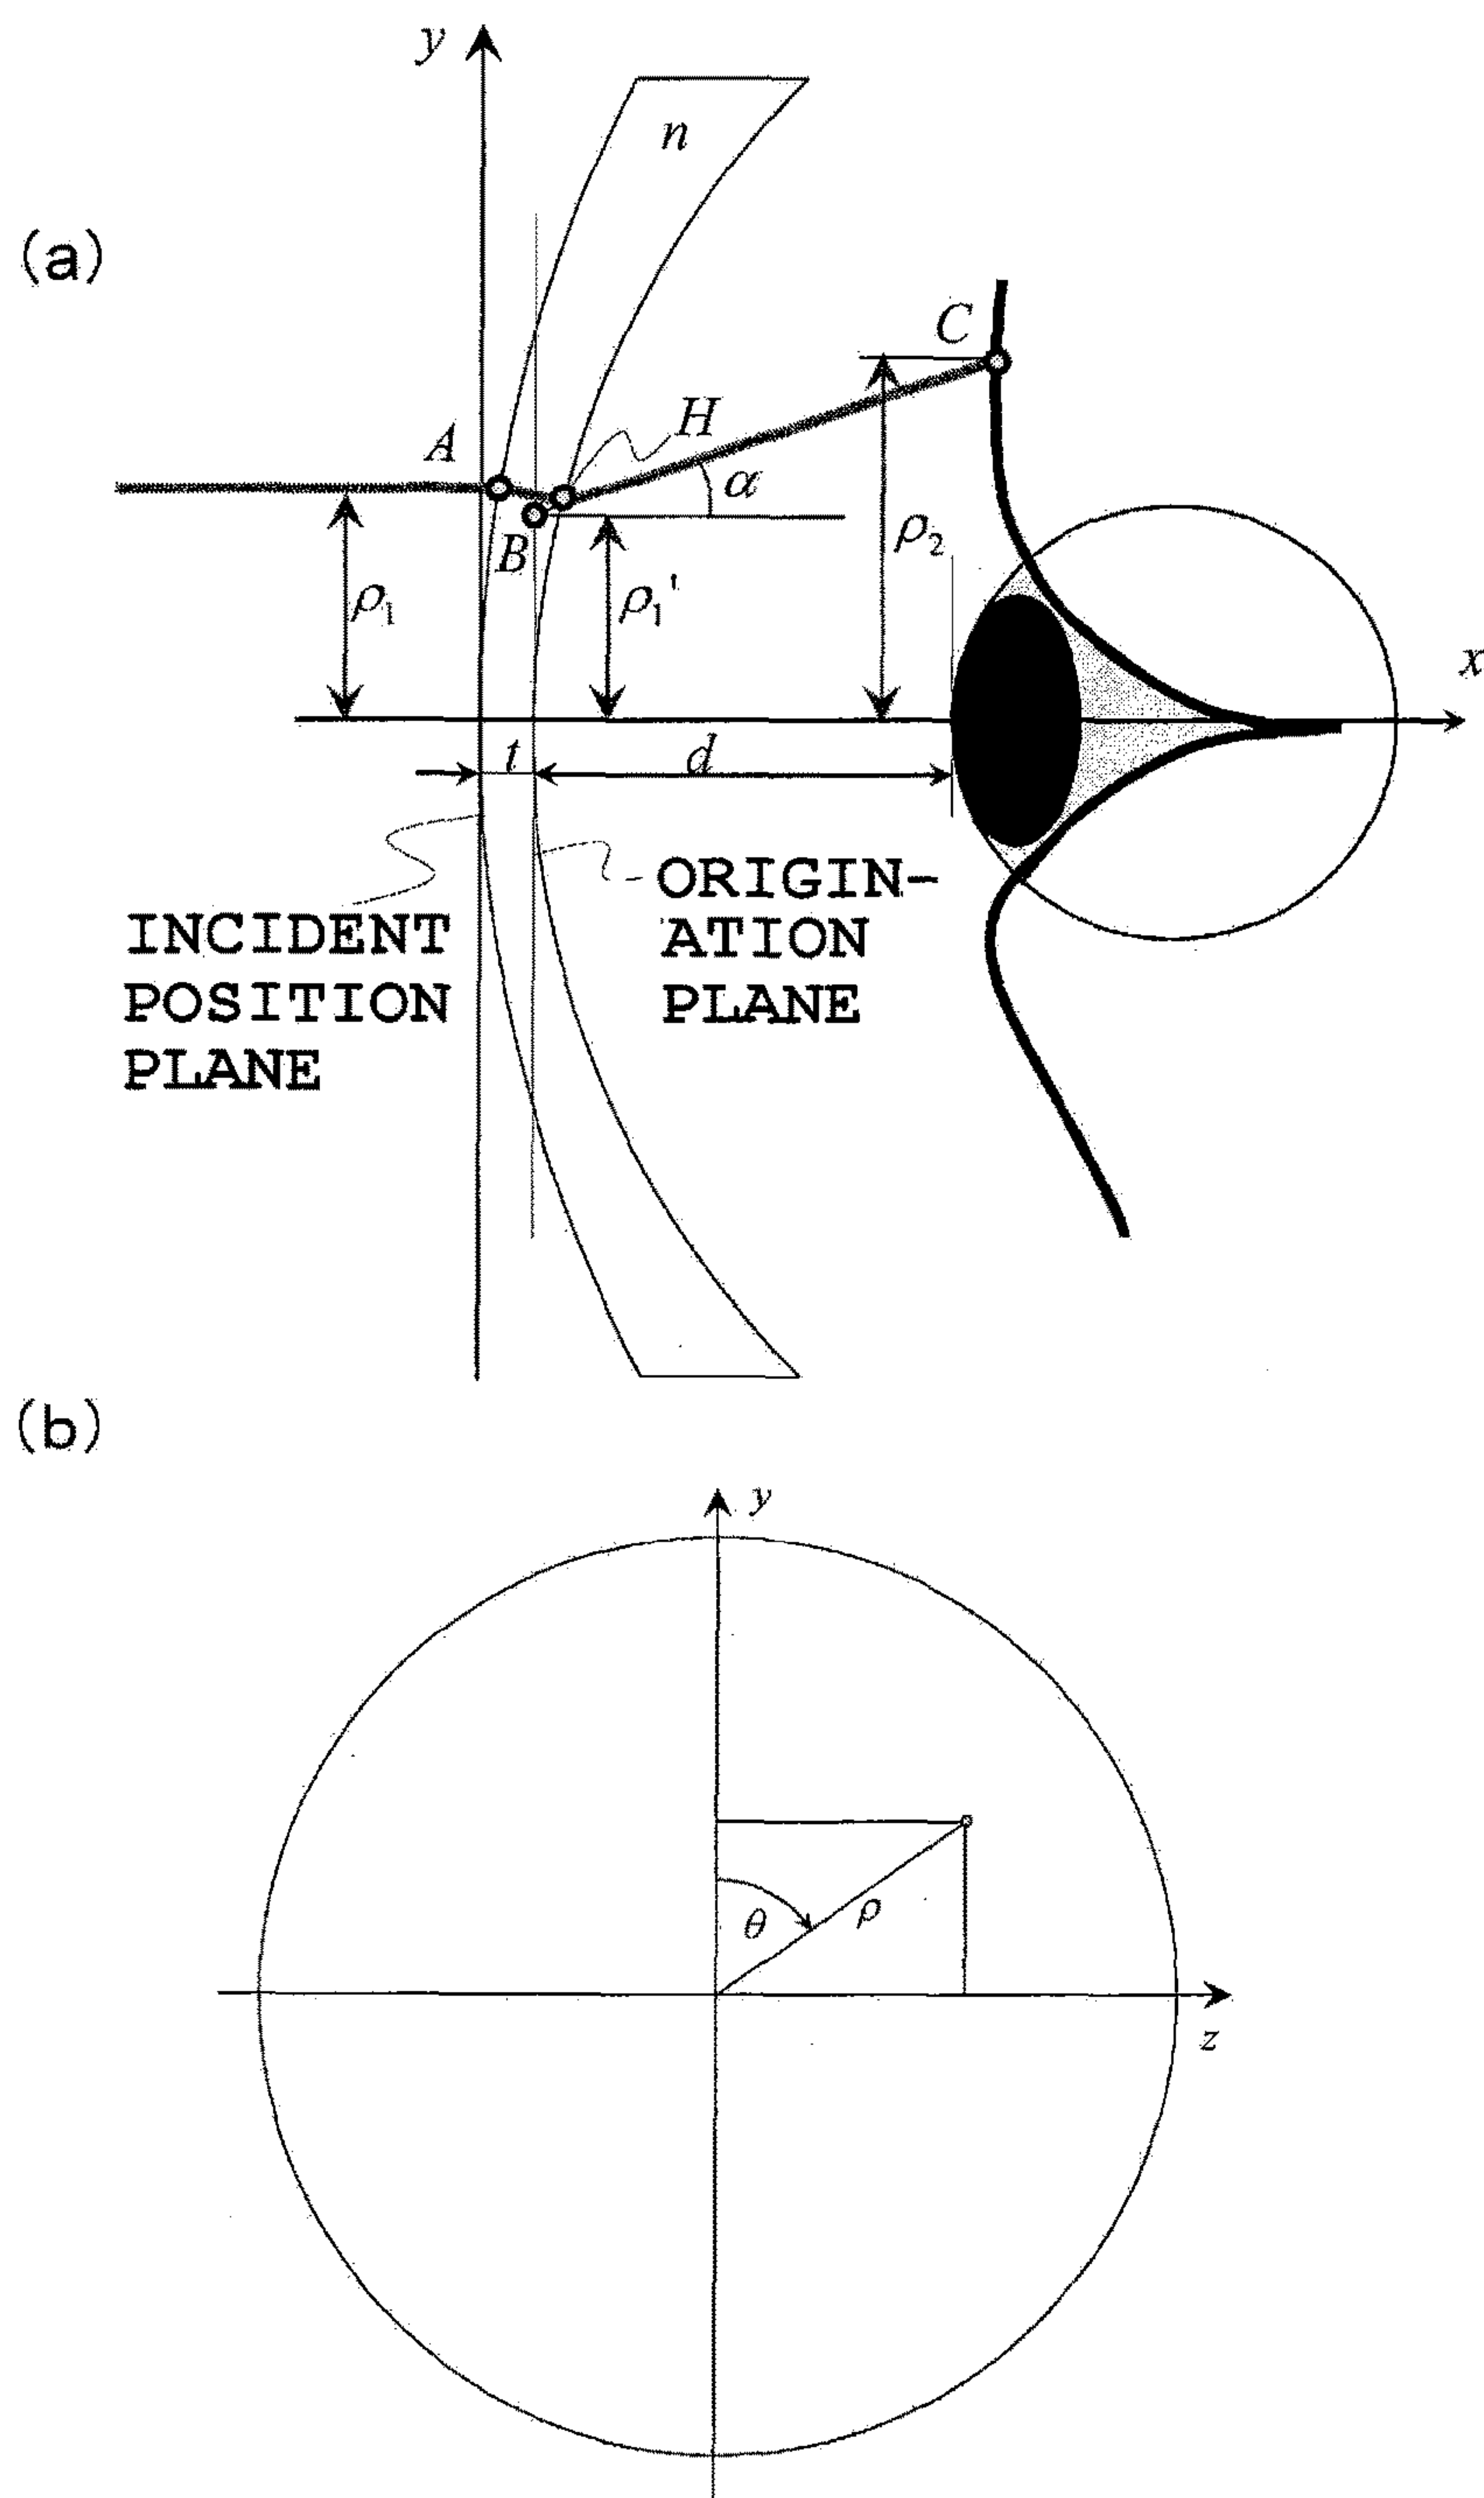 (a)
y
n
C
H
A
α
B
ρ₁
ρ₁'
ρ₂
x
t
d
INCIDENT
POSITION
PLANE
ORIGIN-
ATION
PLANE
(b)
y
θ
ρ
z